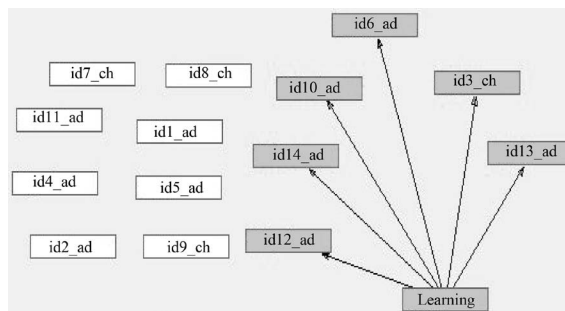 id6_ad
id7_ch
id8_ch
id10_ad
id3_ch
id11_ad
id1_ad
id14_ad
id13_ad
id4_ad
id5_ad
id2_ad
id9_ch
id12_ad
Learning